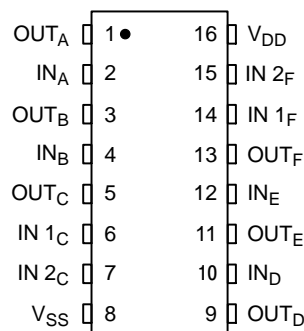 OUTA 1 16 VDD
INA 2 15 IN 2F
OUTB 3 14 IN 1F
INB 4 13 OUTF
OUTC 5 12 INE
IN 1C 6 11 OUTE
IN 2C 7 10 IND
VSS 8 9 OUTD